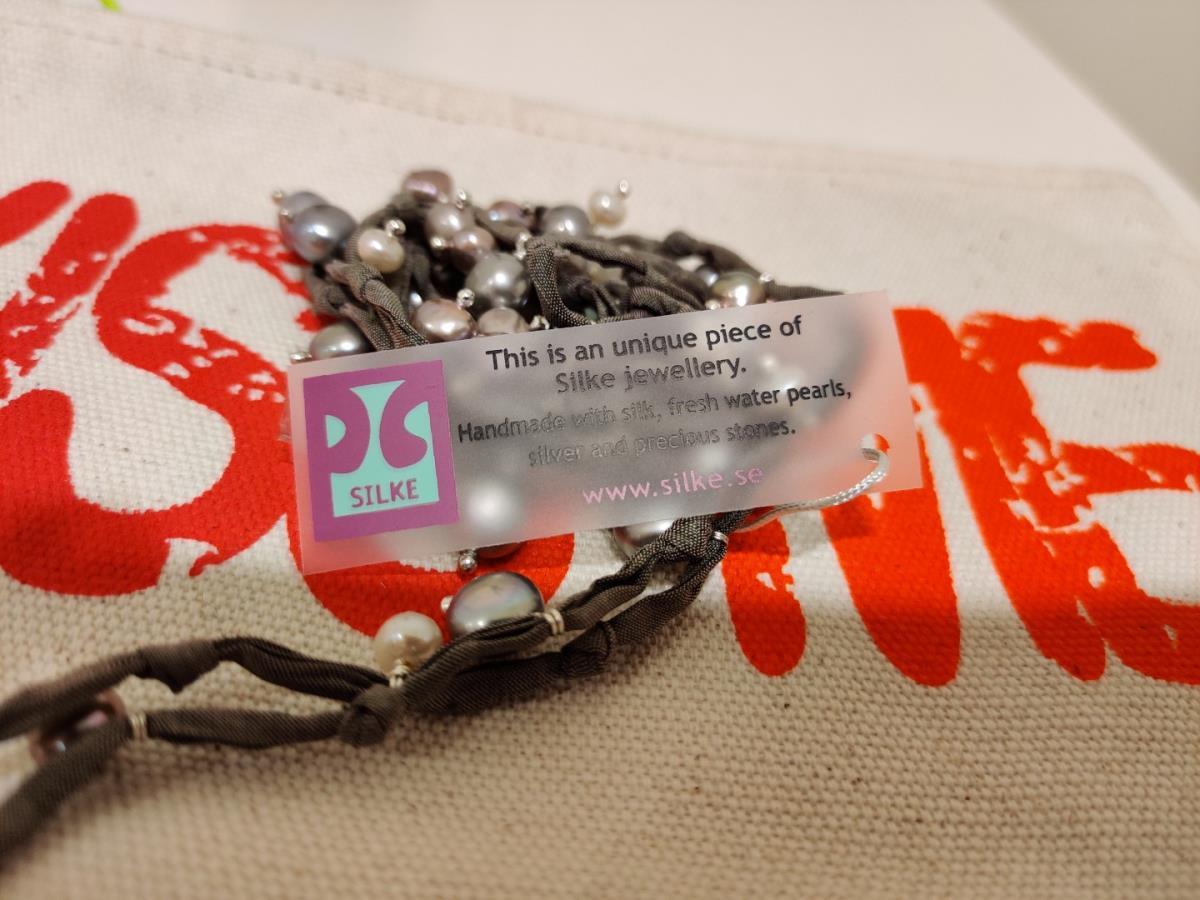 This is an unique piece of
Silke jewellery.
Handmade with silk, fresh water pearls,
silver and precious stones.
www.silke.se
SILKE